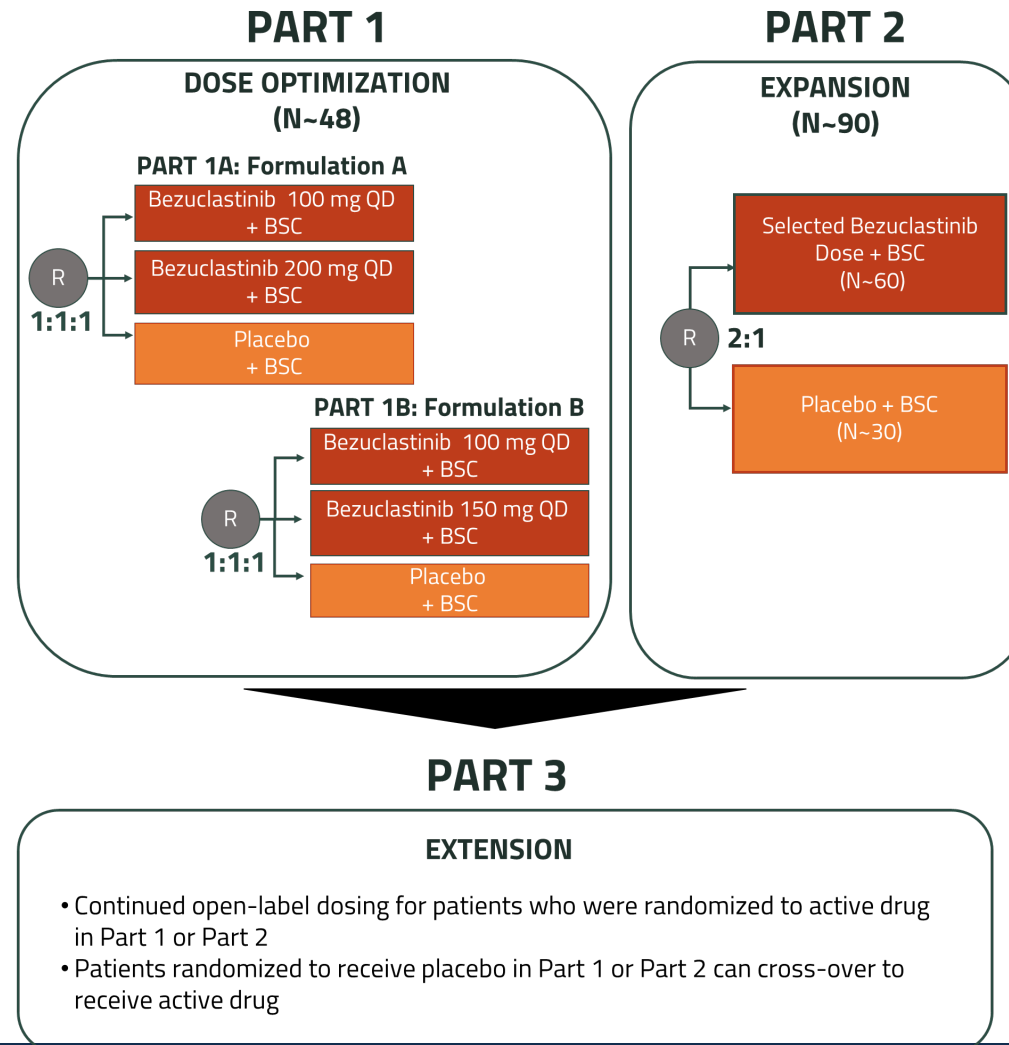 PART 1
DOSE OPTIMIZATION
(N~48)
PART 1A: Formulation A
R
1:1:1
Bezuclastinib 100 mg QD
+ BSC
Bezuclastinib 200 mg QD
+ BSC
Placebo
+ BSC
PART 1B: Formulation B
R
1:1:1
Bezuclastinib 100 mg QD
+ BSC
Bezuclastinib 150 mg QD
+ BSC
Placebo
+ BSC
PART 2
EXPANSION
(N~90)
R
2:1
Selected Bezuclastinib
Dose + BSC
(N~60)
Placebo + BSC
(N~30)
PART 3
EXTENSION
• Continued open-label dosing for patients who were randomized to active drug
in Part 1 or Part 2
• Patients randomized to receive placebo in Part 1 or Part 2 can cross-over to
receive active drug